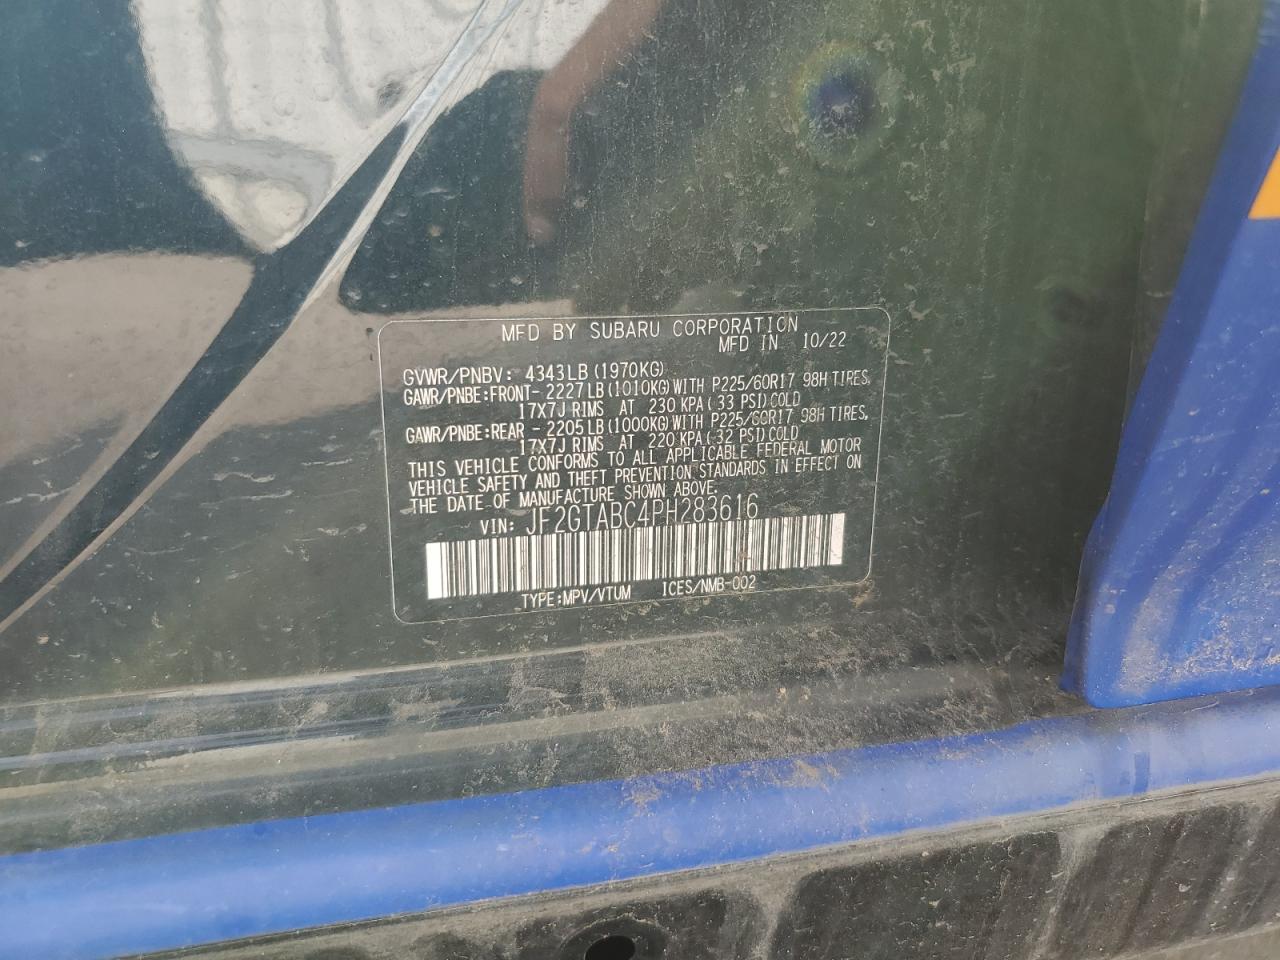 MFD BY SUBARU CORPORATION
MFD IN 10/22
GVWR/PNBV: 4343LB (1970KG)
GAWR/PNBE:FRONT- 2227LB (1010KG) WITH P225/60R17 98H TIRES,
17X7J RIMS AT 230 KPA (33 PSI) COLD
GAWR/PNBE:REAR - 2205LB (1000KG) WITH P225/60R17 98H TIRES,
17X7J RIMS AT 220 KPA (32 PSI) COLD
THIS VEHICLE CONFORMS TO ALL APPLICABLE FEDERAL MOTOR
VEHICLE SAFETY AND THEFT PREVENTION STANDARDS IN EFFECT ON
THE DATE OF MANUFACTURE SHOWN ABOVE.
VIN: JF2GTABC4PH283616
TYPE:MPV/VTUM ICES/NMB-002